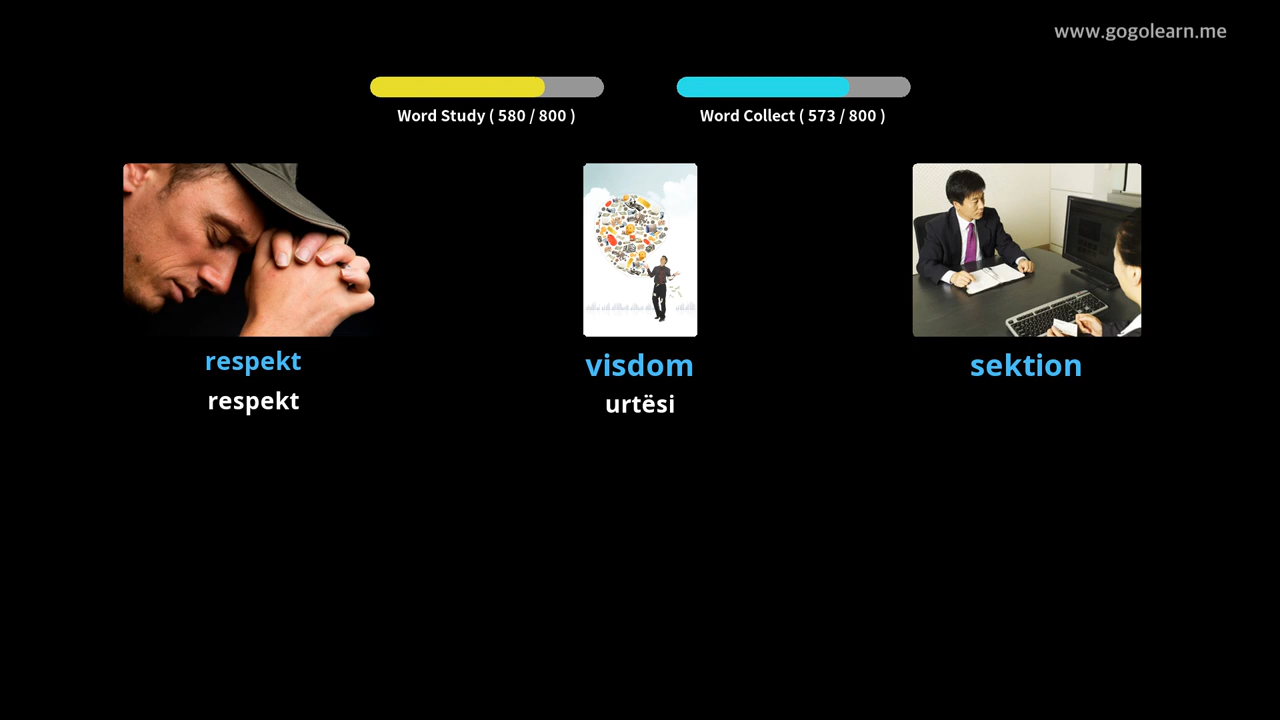 www.gogolearn.me
Word Study ( 580 / 800 )
Word Collect ( 573 / 800 )
respekt
respekt
visdom
urtësi
sektion